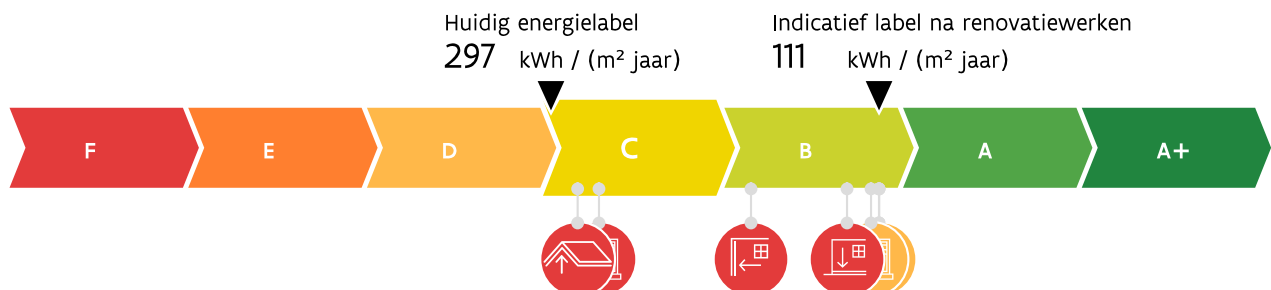 Huidig energielabel
297 kWh / (m² jaar)
Indicatief label na renovatiewerken
111 kWh / (m² jaar)
F
E
D
C
B
A
A+